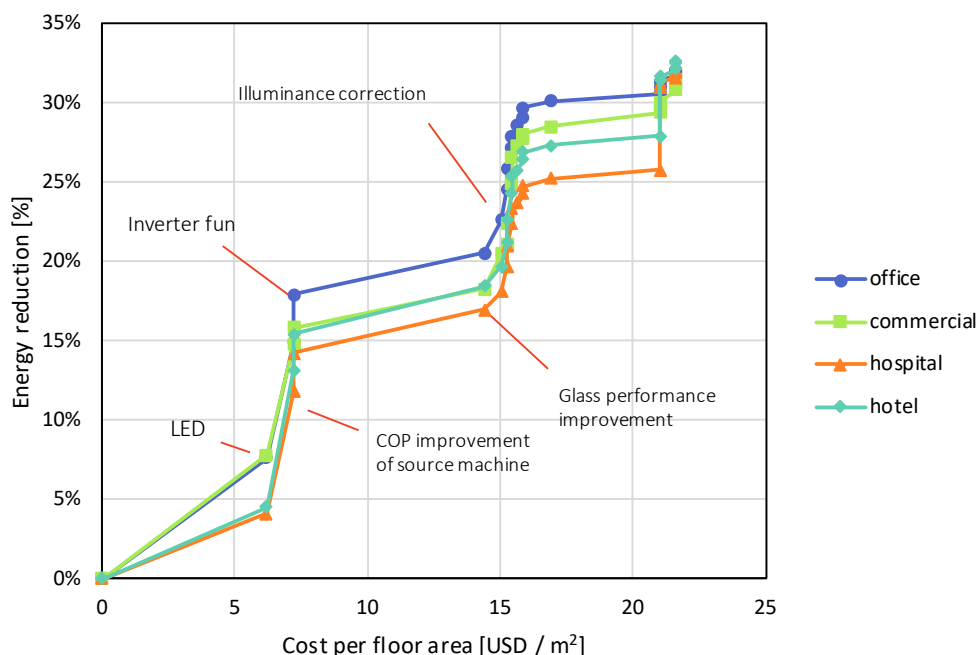 35%
30%
25%
20%
15%
10%
5%
0%
Energy reduction [%]
Illuminance correction
Inverter fun
LED
COP improvement
of source machine
Glass performance
improvement
0
5
10
15
20
25
Cost per floor area [USD / m²]
office
commercial
hospital
hotel